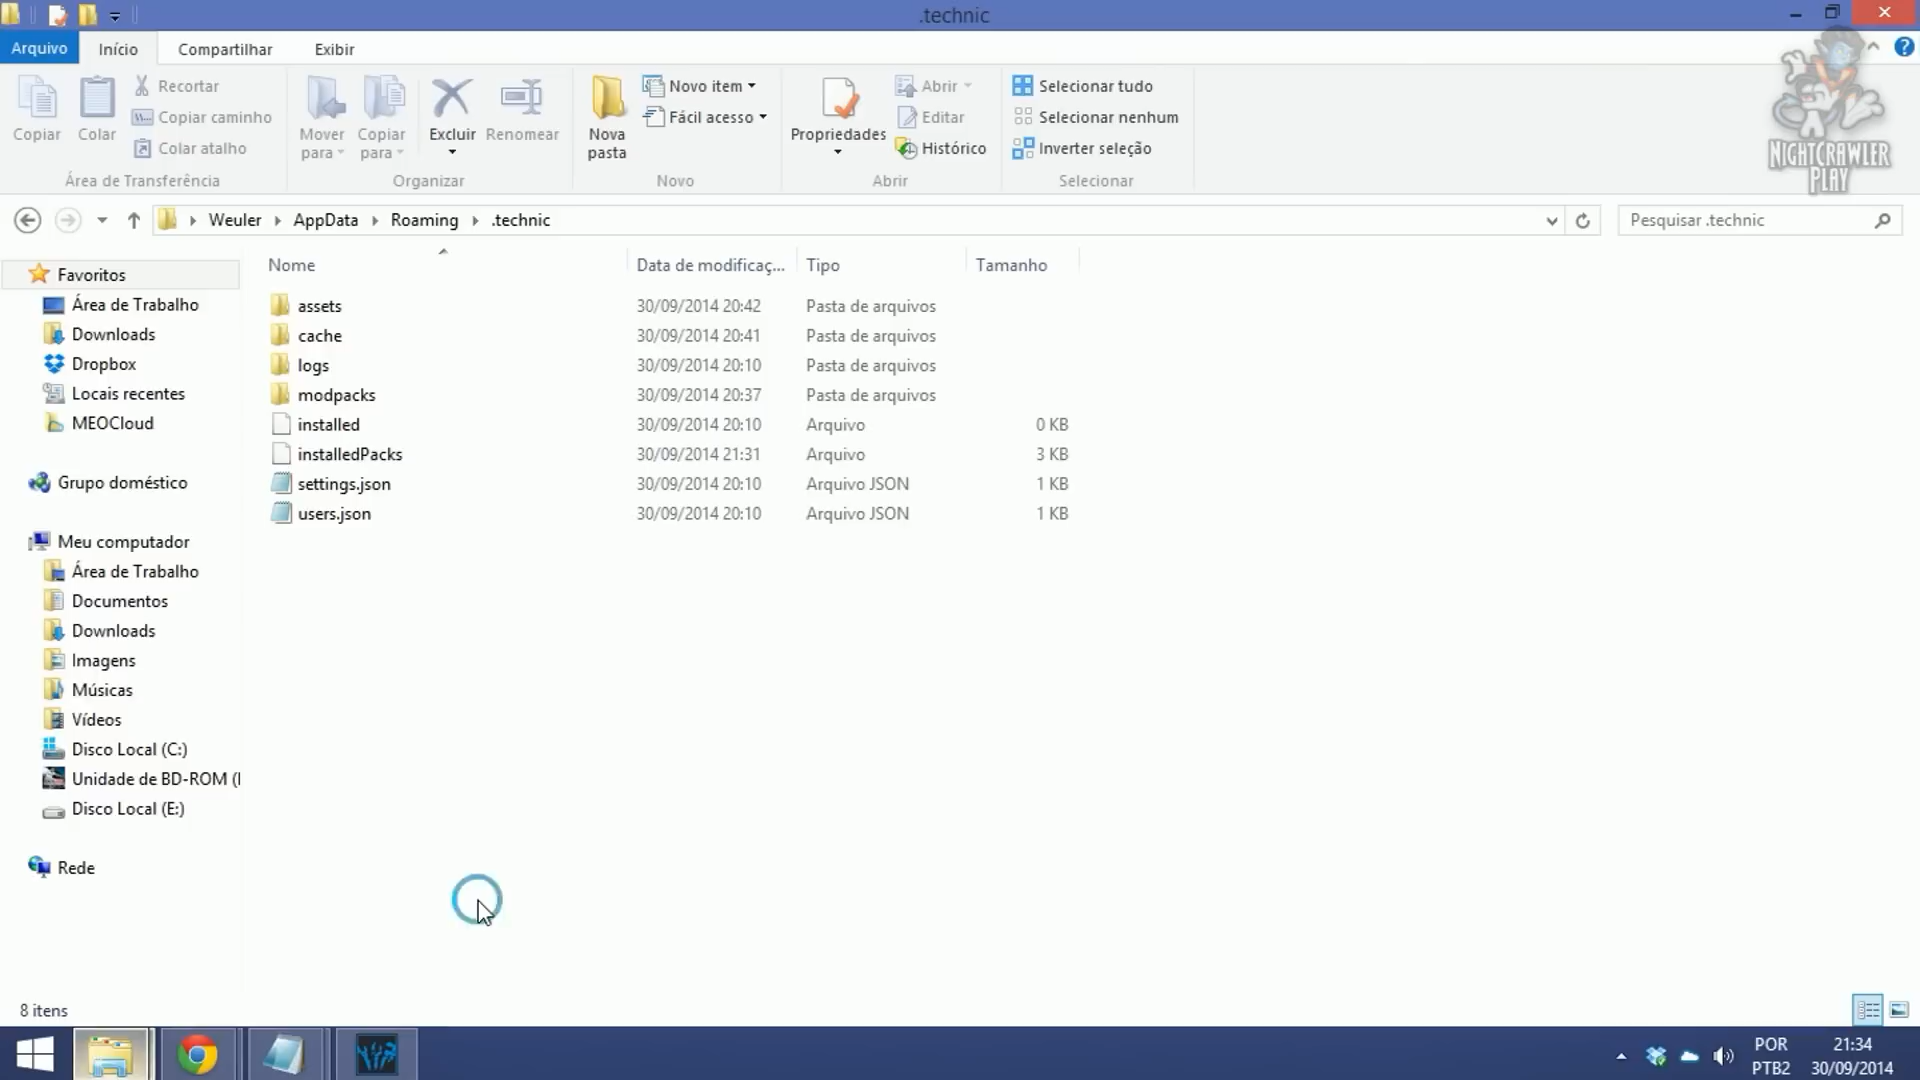 .technic
Arquivo
Início
Compartilhar
Exibir
Copiar
Colar
Recortar
Copiar caminho
Colar atalho
Área de Transferência
Mover para
Copiar para
Excluir
Renomear
Organizar
Nova pasta
Novo item
Fácil acesso
Novo
Propriedades
Abrir
Editar
Histórico
Abrir
Selecionar tudo
Selecionar nenhum
Inverter seleção
Selecionar
NIGHTCRAWLER
PLAY
Weuler AppData Roaming .technic
Pesquisar .technic
Nome Data de modificaç... Tipo Tamanho
assets 30/09/2014 20:42 Pasta de arquivos
cache 30/09/2014 20:41 Pasta de arquivos
logs 30/09/2014 20:10 Pasta de arquivos
modpacks 30/09/2014 20:37 Pasta de arquivos
installed 30/09/2014 20:10 Arquivo 0 KB
installedPacks 30/09/2014 21:31 Arquivo 3 KB
settings.json 30/09/2014 20:10 Arquivo JSON 1 KB
users.json 30/09/2014 20:10 Arquivo JSON 1 KB
Favoritos
Área de Trabalho
Downloads
Dropbox
Locais recentes
MEOCloud
Grupo doméstico
Meu computador
Área de Trabalho
Documentos
Downloads
Imagens
Músicas
Vídeos
Disco Local (C:)
Unidade de BD-ROM (
Disco Local (E:)
Rede
8 itens
POR
PTB2
21:34
30/09/2014